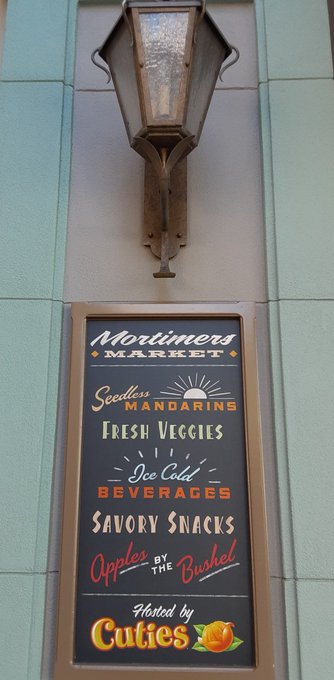 Mortimers
MARKET
Seedless
MANDARINS
FRESH VEGGIES
Ice Cold
BEVERAGES
SAVORY SNACKS
Apples BY THE Bushel
Hosted by
Cuties